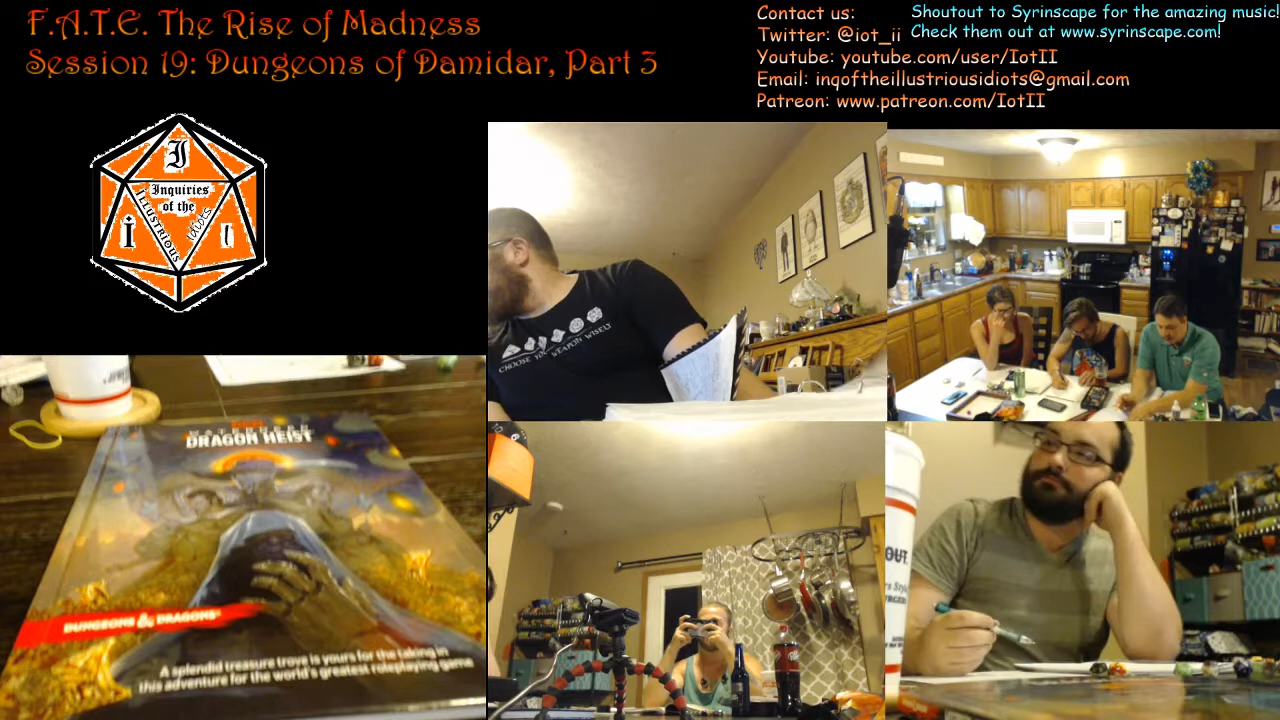 F.A.T.E. The Rise of Madness
Session 19: Dungeons of Damidar, Part 3
Contact us:
Twitter: @iot_ii
Youtube: youtube.com/user/IotII
Email: inqoftheillustriousidiots@gmail.com
Patreon: www.patreon.com/IotII
Shoutout to Syrinscape for the amazing music!
Check them out at www.syrinscape.com!
I
Inquiries
of the
Illustrious
Idiots
i
I
CHOOSE YOUR WEAPON WISELY
WATERDEEP
DRAGON HEIST
DUNGEONS & DRAGONS
A splendid treasure trove is yours for the taking in
this adventure for the world's greatest roleplaying game
OUT